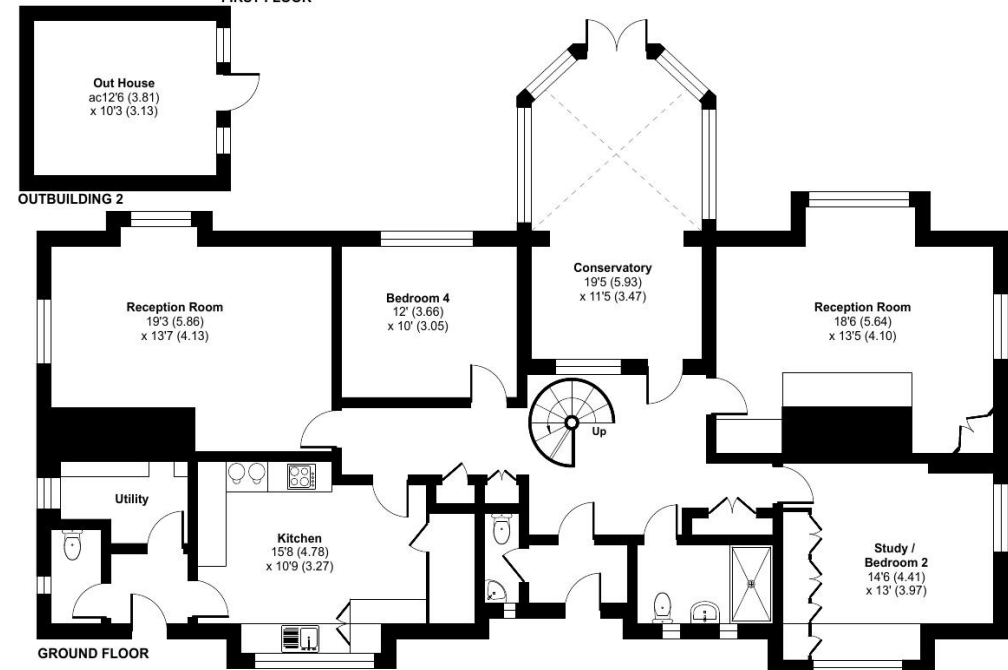 FIRST FLOOR
Out House
ac12'6 (3.81)
x 10'3 (3.13)
OUTBUILDING 2
Reception Room
19'3 (5.86)
x 13'7 (4.13)
Bedroom 4
12' (3.66)
x 10' (3.05)
Conservatory
19'5 (5.93)
x 11'5 (3.47)
Reception Room
18'6 (5.64)
x 13'5 (4.10)
Up
Utility
Kitchen
15'8 (4.78)
x 10'9 (3.27)
Study /
Bedroom 2
14'6 (4.41)
x 13' (3.97)
GROUND FLOOR